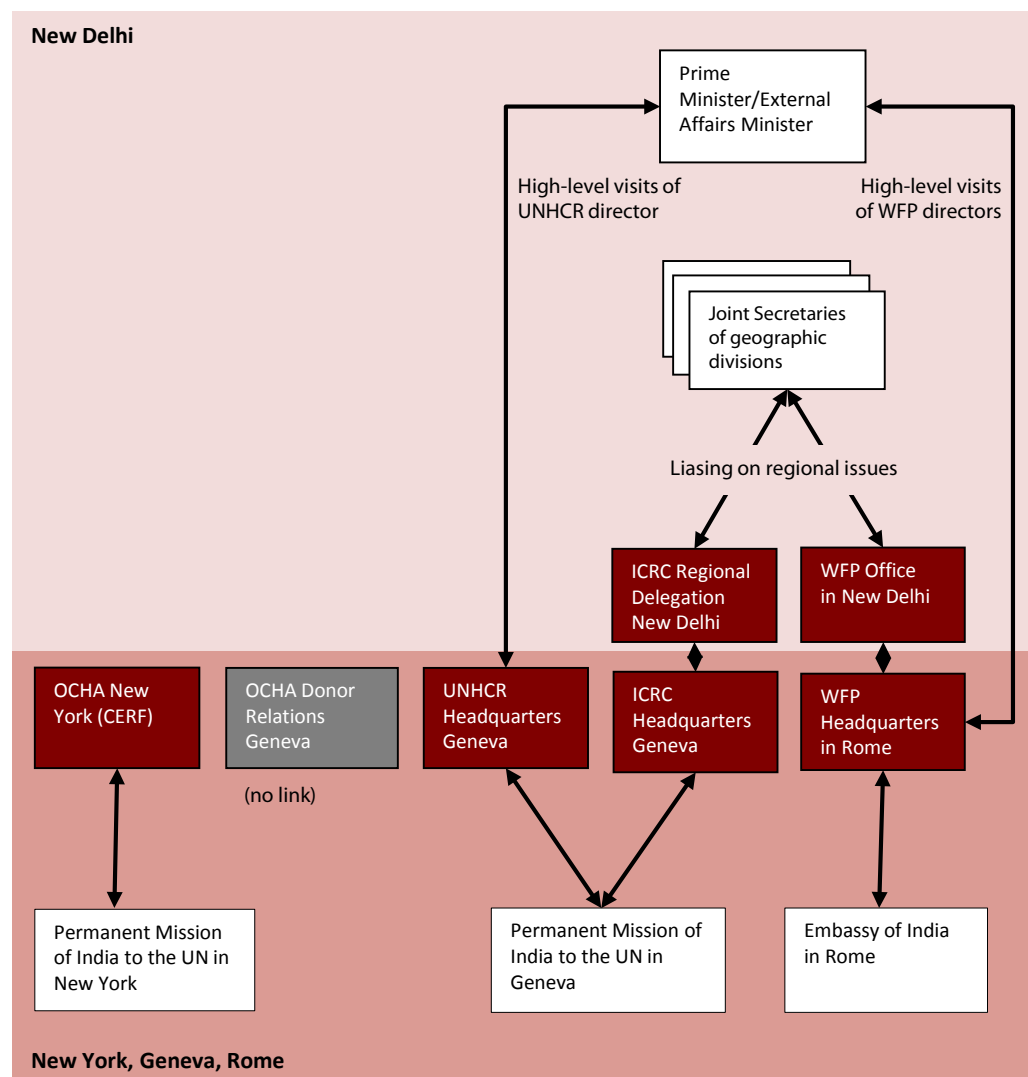 New Delhi
Prime
Minister/External
Affairs Minister
High-level visits of
UNHCR director
High-level visits
of WFP directors
Joint Secretaries
of geographic
divisions
Liasing on regional issues
ICRC Regional
Delegation
New Delhi
WFP Office
in New Delhi
OCHA New
York (CERF)
OCHA Donor
Relations
Geneva
(no link)
UNHCR
Headquarters
Geneva
ICRC
Headquarters
Geneva
WFP
Headquarters
in Rome
Permanent Mission
of India to the UN in
New York
Permanent Mission of
India to the UN in
Geneva
Embassy of India
in Rome
New York, Geneva, Rome